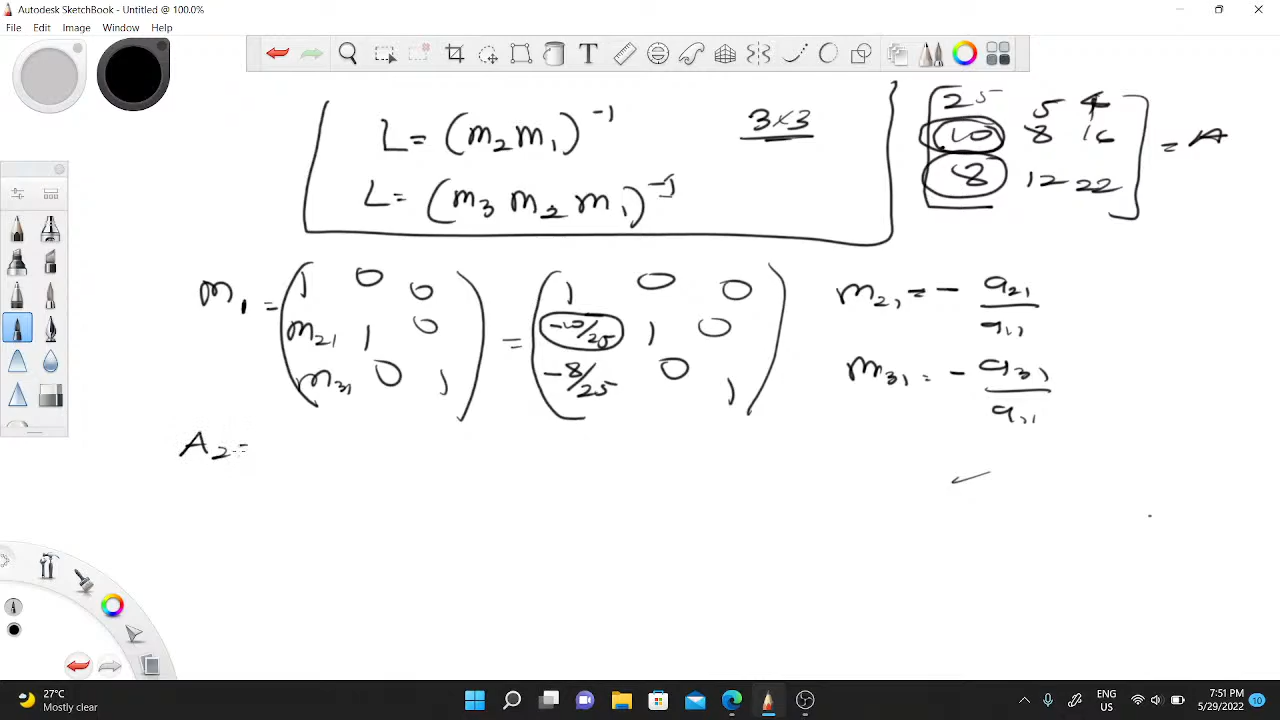 Autodesk SketchBook - Untitled @ 100.0%
File Edit Image Window Help
L = (m₂ m₁)⁻¹
3×3
L = (m₃ m₂ m₁)⁻¹
25 5 4
10 8 16 = A
8 12 22
m₁ = ( 1 0 0 ) = ( 1 0 0 )
m₂₁ 1 0 -10/25 1 0
m₃₁ 0 1 -8/25 0 1
m₂₁ = - a₂₁/a₁₁
m₃₁ = - a₃₁/a₁₁
A₂ =
27°C
Mostly clear
ENG
US
7:51 PM
5/29/2022
10